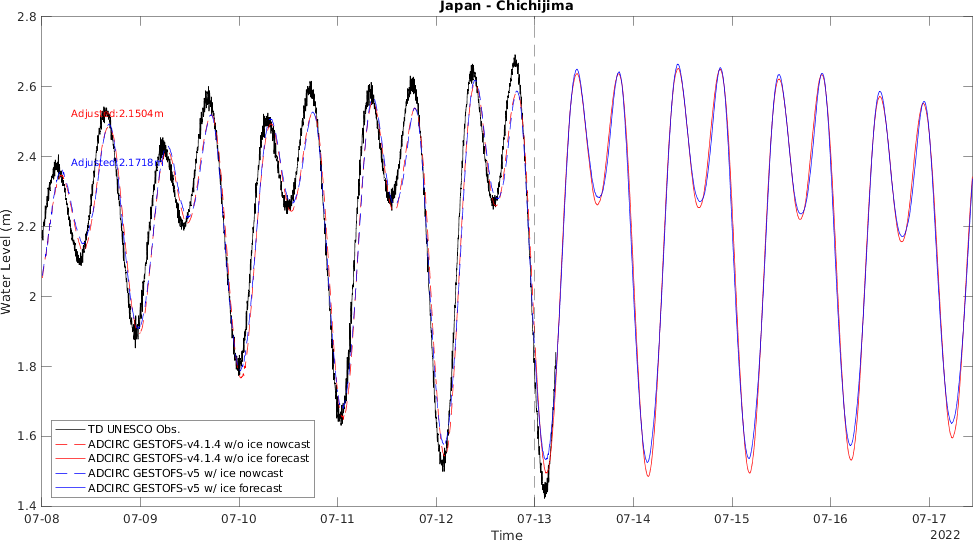 Japan - Chichijima
2.8
2.6
2.4
2.2
2
1.8
1.6
1.4
Water Level (m)
Adjusted:2.1504m
Adjusted:2.1718m
TD UNESCO Obs.
ADCIRC GESTOFS-v4.1.4 w/o ice nowcast
ADCIRC GESTOFS-v4.1.4 w/o ice forecast
ADCIRC GESTOFS-v5 w/ ice nowcast
ADCIRC GESTOFS-v5 w/ ice forecast
07-08 07-09 07-10 07-11 07-12 07-13 07-14 07-15 07-16 07-17
Time
2022